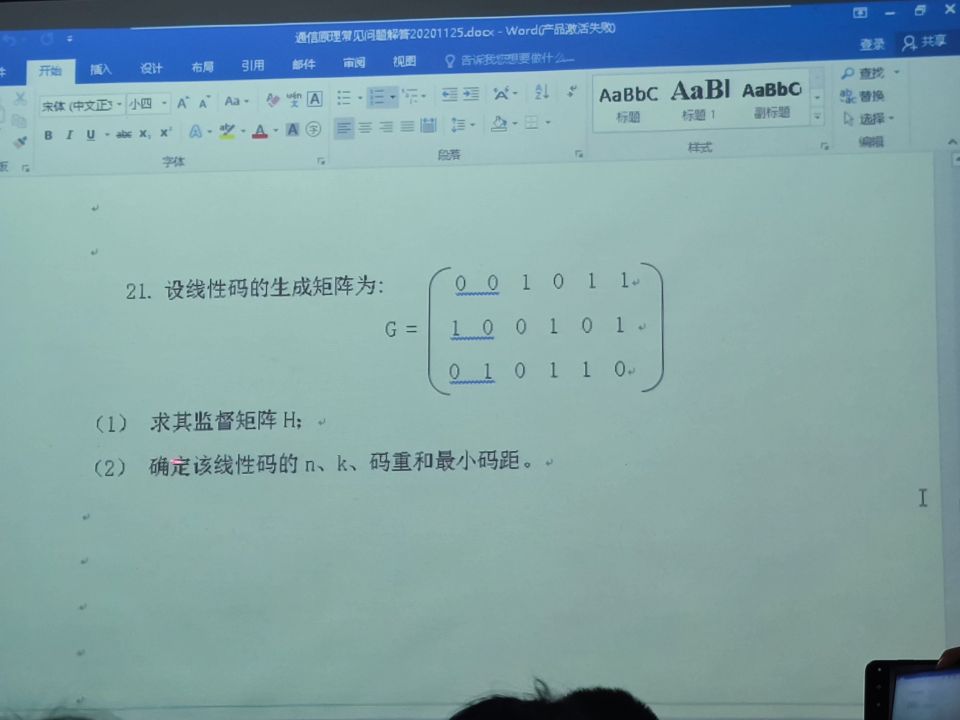 通信原理常见问题解答20201125.docx - Word(产品激活失败)
登录 共享
开始 插入 设计 布局 引用 邮件 审阅 视图 告诉我您想要做什么...
宋体 (中文正 小四 A A Aa wén 文 A
B I U abc x₂ x² A aby A A 字
字体 段落 样式 编辑
AaBbC AaBl AaBbC
标题 标题 1 副标题
查找
替换
选择
21. 设线性码的生成矩阵为:
G =
0 0 1 0 1 1
1 0 0 1 0 1
0 1 0 1 1 0
（1） 求其监督矩阵 H;
（2） 确定该线性码的 n、k、码重和最小码距。